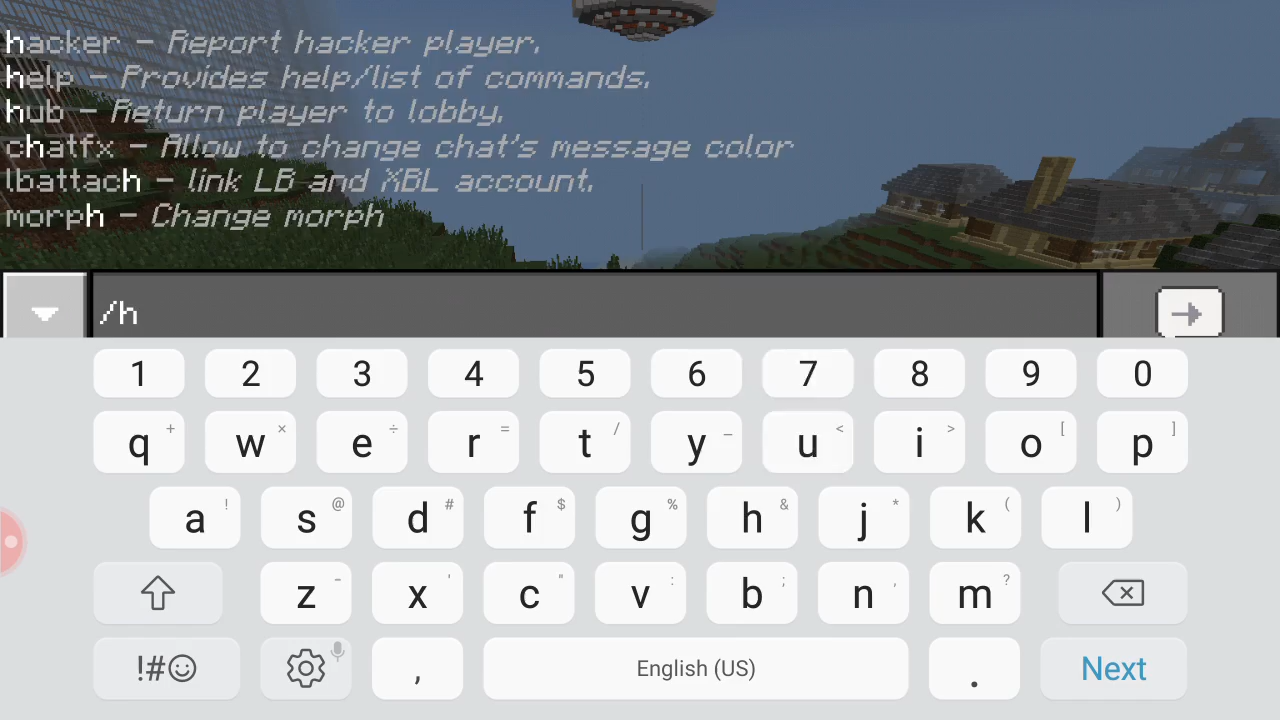 hacker – Report hacker player.
help – Provides help/list of commands.
hub – Return player to lobby.
chatfx – Allow to change chat's message color
lbattach – link LB and XBL account.
morph – Change morph
/h
1 2 3 4 5 6 7 8 9 0
q + w × e ÷ r = t / y _ u < i > o [ p ]
a ! s @ d # f $ g % h & j * k ( l )
z - x ' c " v : b ; n , m ?
!#☺ , English (US) . Next